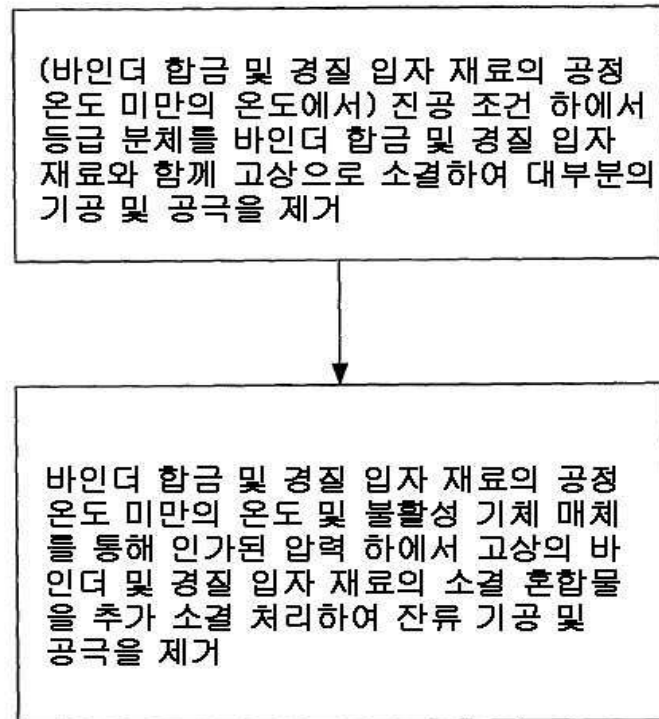 (바인더 합금 및 경질 입자 재료의 공정
온도 미만의 온도에서) 진공 조건 하에서
등급 분체를 바인더 합금 및 경질 입자
재료와 함께 고상으로 소결하여 대부분의
기공 및 공극을 제거
바인더 합금 및 경질 입자 재료의 공정
온도 미만의 온도 및 불활성 기체 매체
를 통해 인가된 압력 하에서 고상의 바
인더 및 경질 입자 재료의 소결 혼합물
을 추가 소결 처리하여 잔류 기공 및
공극을 제거